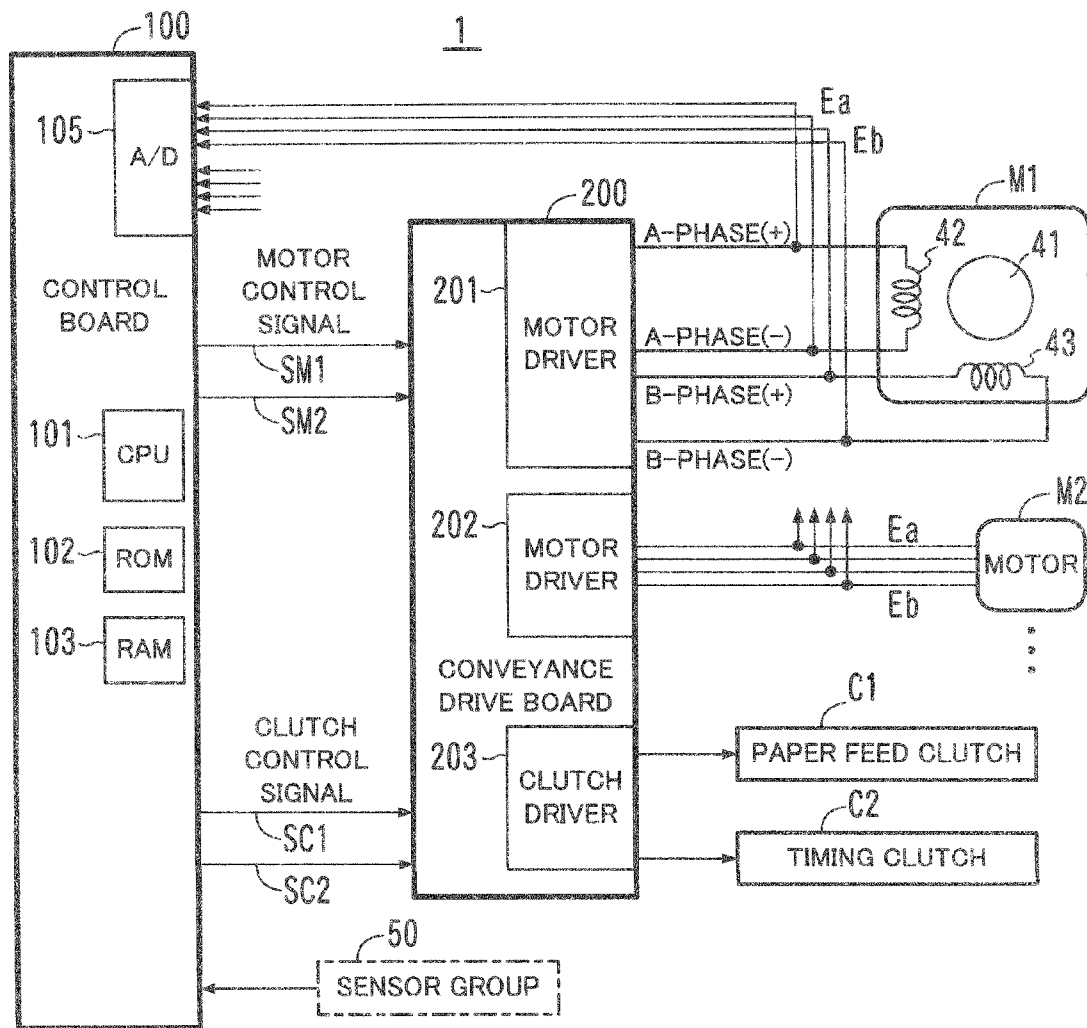 100
1
105
A/D
Ea
Eb
M1
42
41
43
200
A-PHASE(+)
A-PHASE(-)
B-PHASE(+)
B-PHASE(-)
CONTROL
BOARD
MOTOR
CONTROL
SIGNAL
SM1
SM2
201
MOTOR
DRIVER
101
CPU
102
ROM
103
RAM
202
MOTOR
DRIVER
Ea
Eb
M2
MOTOR
CONVEYANCE
DRIVE BOARD
CLUTCH
CONTROL
SIGNAL
SC1
SC2
203
CLUTCH
DRIVER
C1
PAPER FEED CLUTCH
C2
TIMING CLUTCH
50
SENSOR GROUP